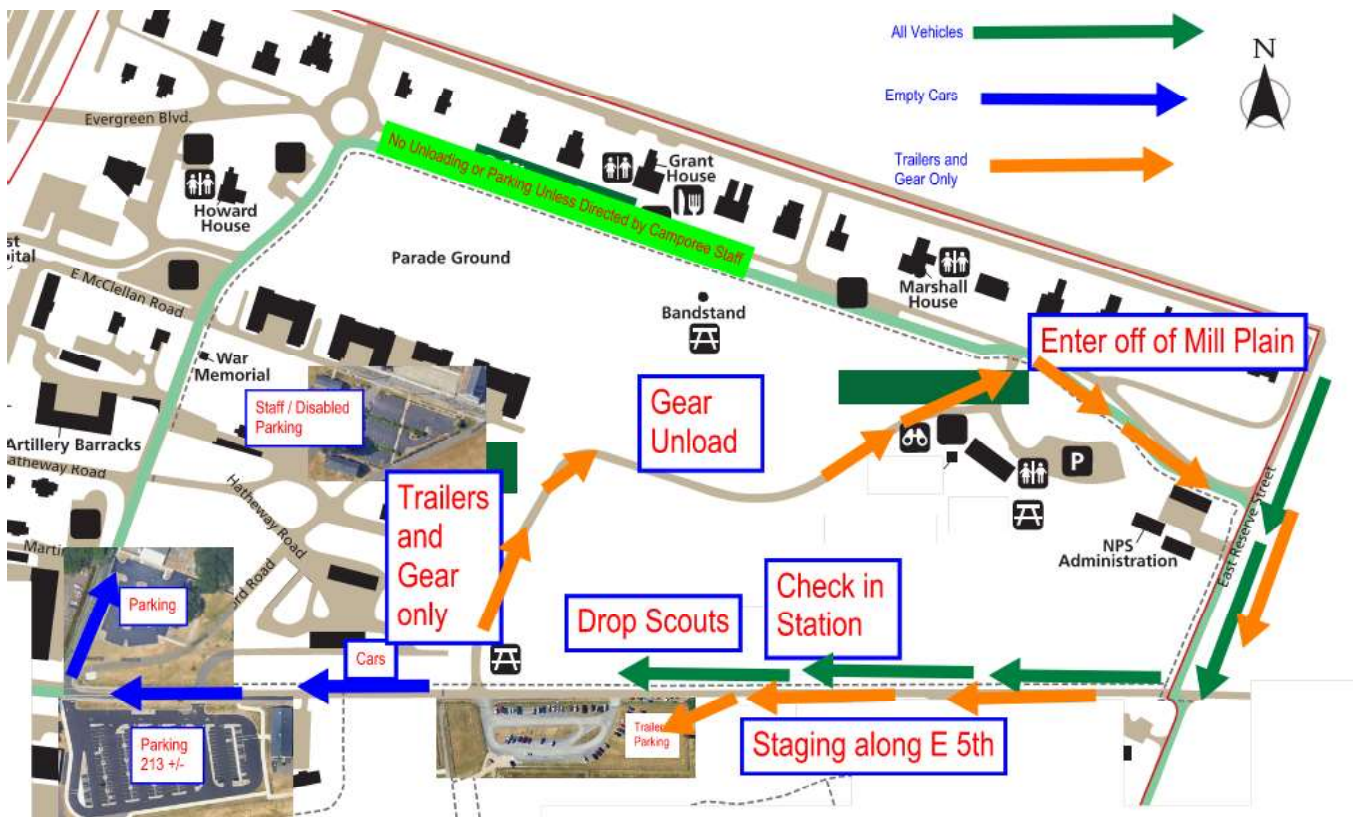 All Vehicles
Empty Cars
Trailers and
Gear Only
N
Evergreen Blvd.
No Unloading or Parking Unless Directed by Camporee Staff
Grant
House
Howard
House
Parade Ground
Marshall
House
E McClellan Road
Bandstand
Enter off of Mill Plain
War
Memorial
Staff / Disabled
Parking
Gear
Unload
Artillery Barracks
Hatheway Road
P
Trailers
and
Gear
only
NPS
Administration
East Reserve Street
Parking
Check in
Station
Drop Scouts
Cars
Trailer
Parking
Staging along E 5th
Parking
213 +/-